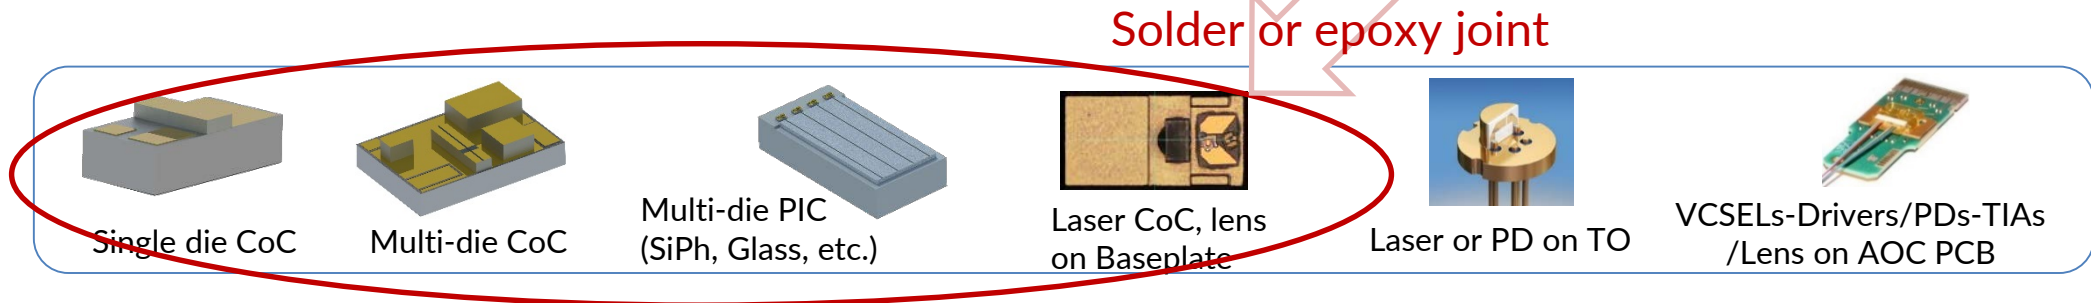 Solder or epoxy joint
Single die CoC
Multi-die CoC
Multi-die PIC
(SiPh, Glass, etc.)
Laser CoC, lens
on Baseplate
Laser or PD on TO
VCSELs-Drivers/PDs-TIAs
/Lens on AOC PCB